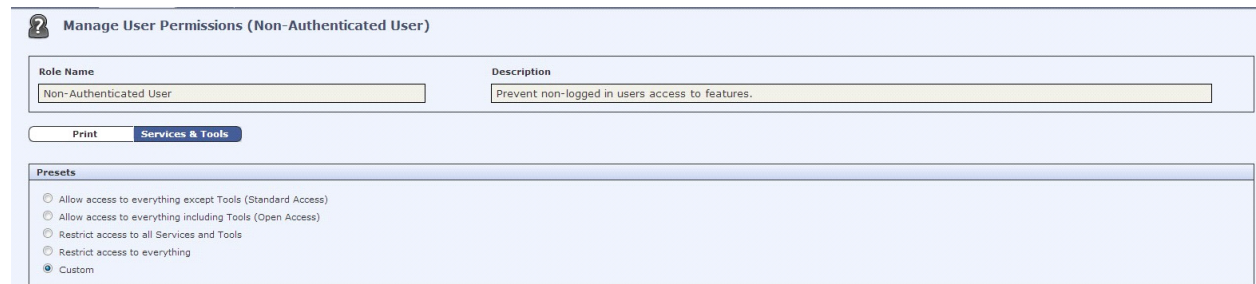 Manage User Permissions (Non-Authenticated User)
Role Name
Description
Non-Authenticated User
Prevent non-logged in users access to features.
Print
Services & Tools
Presets
Allow access to everything except Tools (Standard Access)
Allow access to everything including Tools (Open Access)
Restrict access to all Services and Tools
Restrict access to everything
Custom